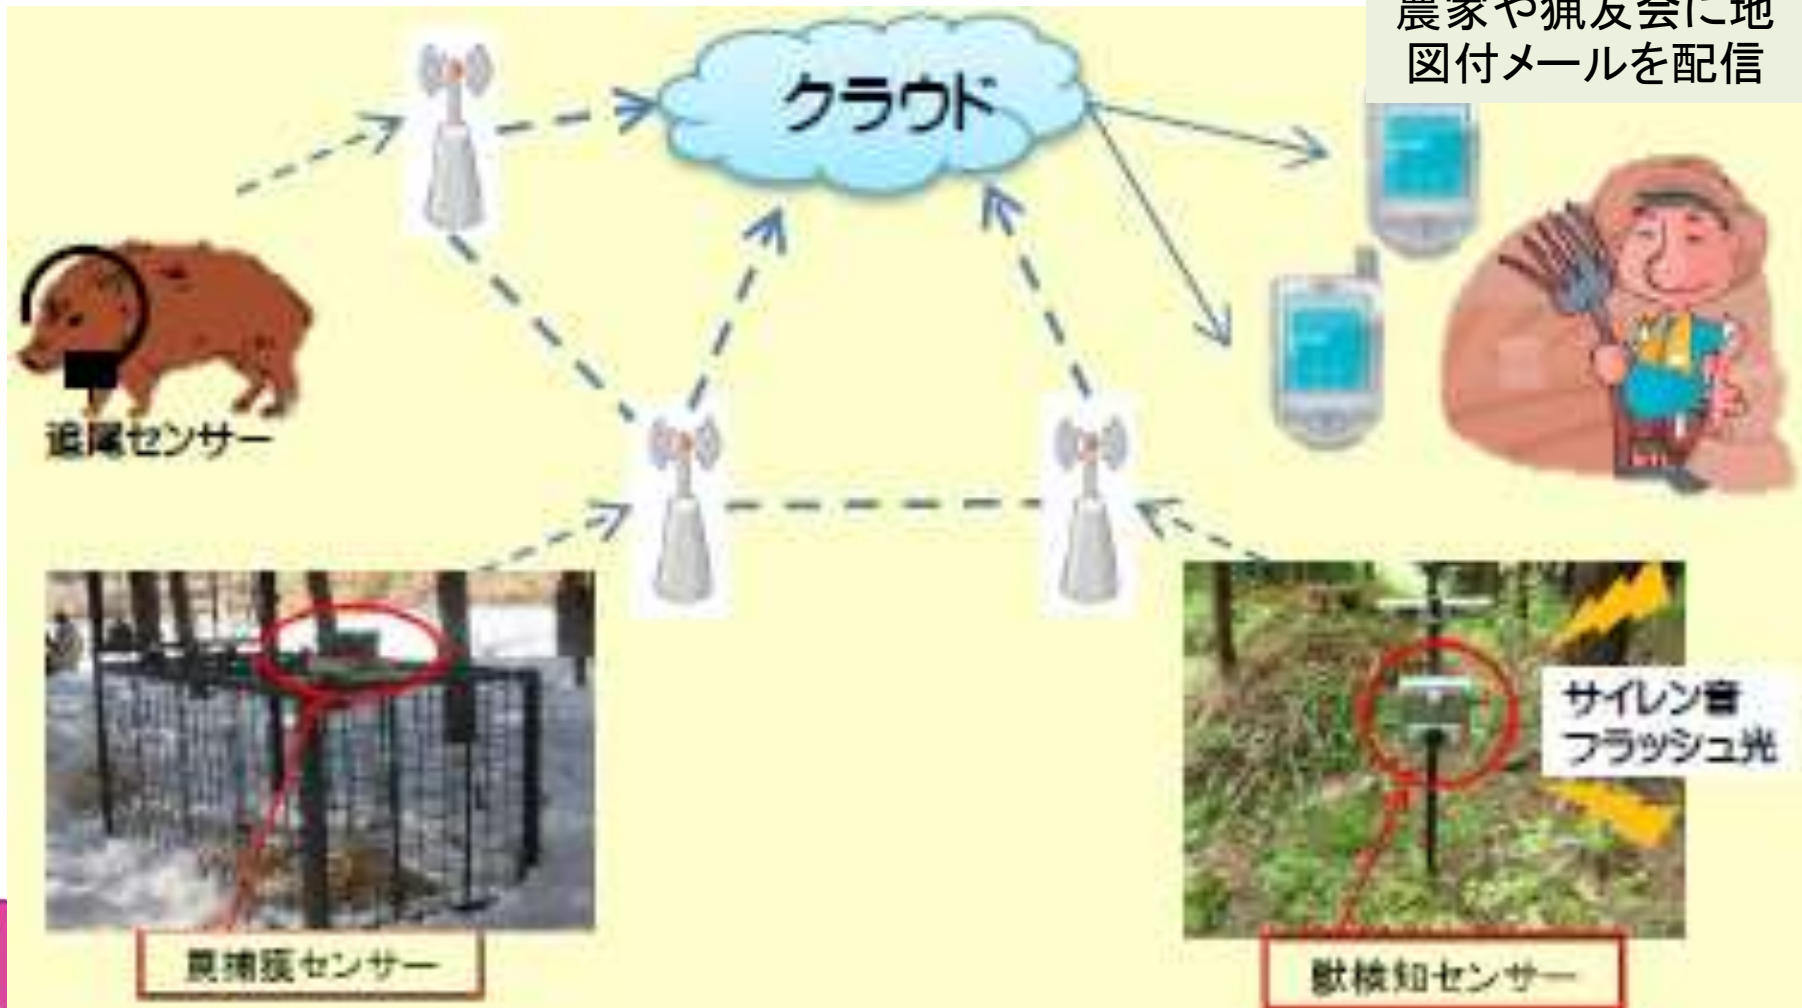 農家や猟友会に地
図付メールを配信
クラウド
追尾センサー
サイレン音
フラッシュ光
罠捕獲センサー
獣検知センサー